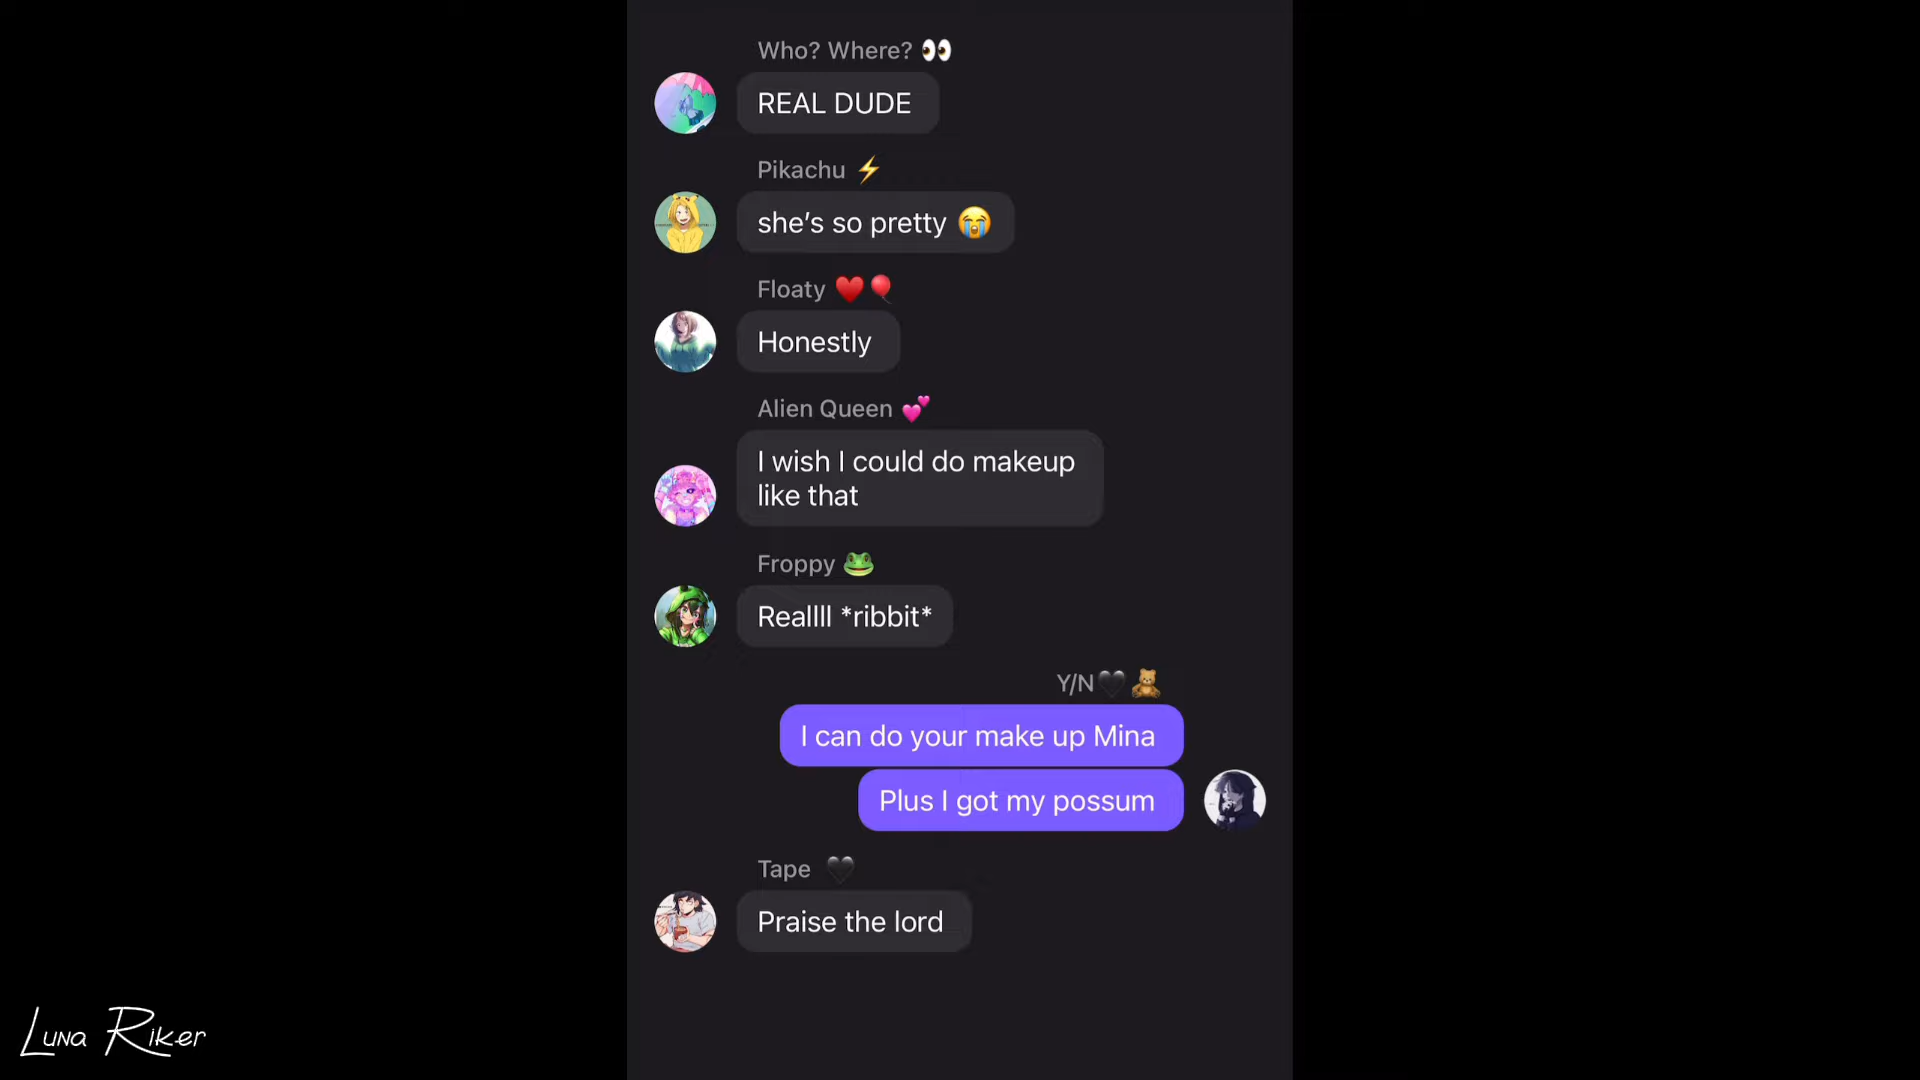 Who? Where? 👀
REAL DUDE
Pikachu ⚡
she's so pretty 😭
Floaty ❤️🎈
Honestly
Alien Queen 💕
I wish I could do makeup
like that
Froppy 🐸
Reallll *ribbit*
Y/N🖤🧸
I can do your make up Mina
Plus I got my possum
Tape 🖤
Praise the lord
Luna Riker